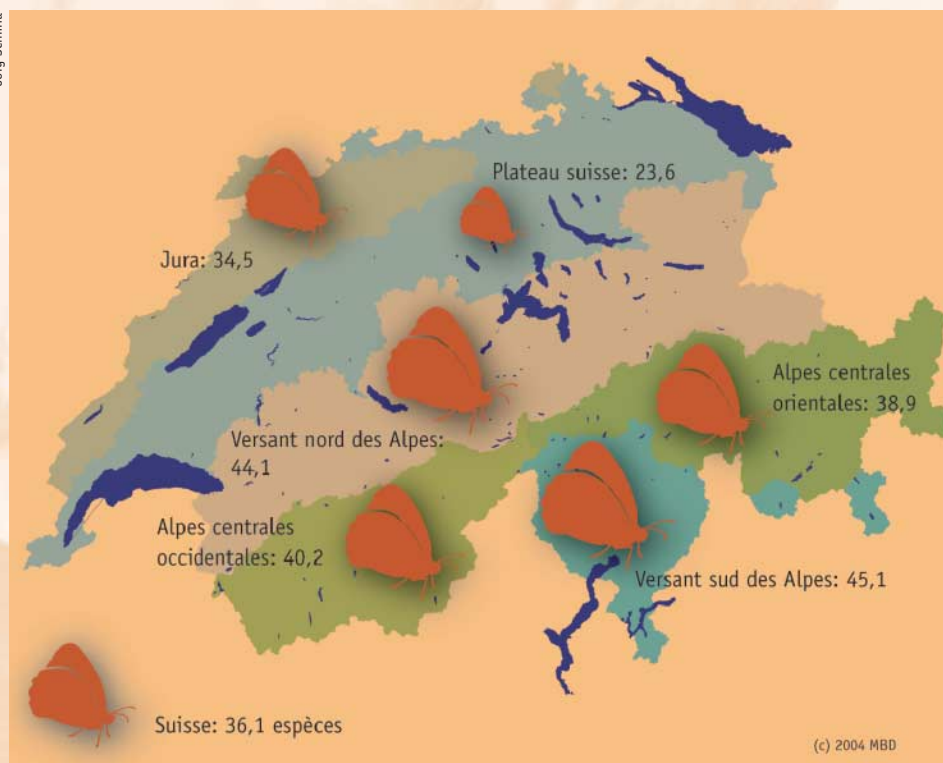 Plateau suisse: 23,6
Jura: 34,5
Alpes centrales
orientales: 38,9
Versant nord des Alpes:
44,1
Alpes centrales
occidentales: 40,2
Versant sud des Alpes: 45,1
Suisse: 36,1 espèces
(c) 2004 MBD